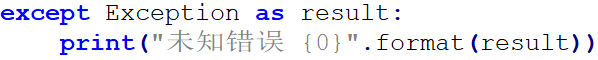 except Exception as result:
    print("未知错误 {0}".format(result))